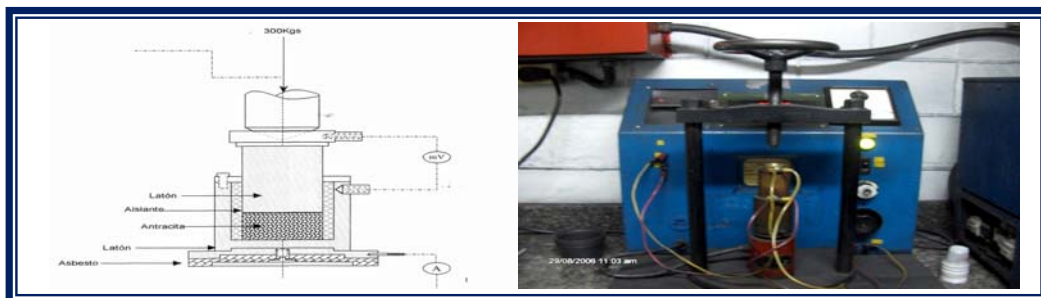 300Kgs
mV
Latón
Aislante
Antracita
Latón
Asbesto
A
29/08/2006 11:03 am